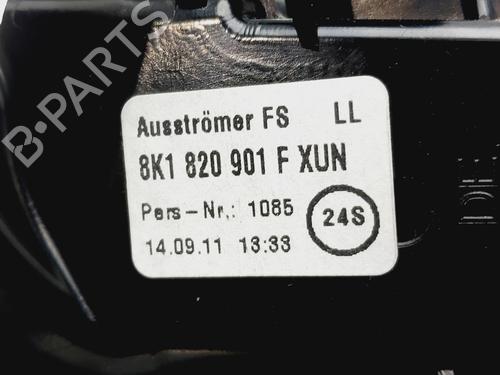 B-PARTS
Ausströmer FS LL
8K1 820 901 F XUN
Pers-Nr.: 1085
24S
14.09.11 13:33